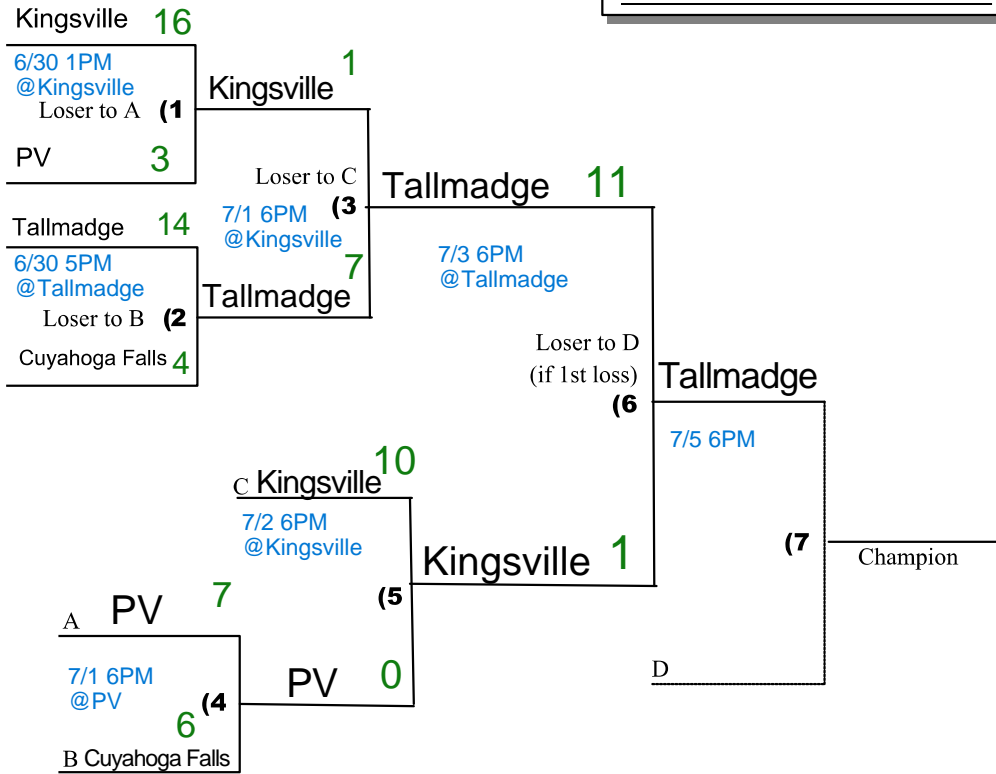 Kingsville 16
6/30 1PM
@Kingsville
Loser to A (1
PV 3
Kingsville 1
Tallmadge 14
6/30 5PM
@Tallmadge
Loser to B (2
Cuyahoga Falls 4
Loser to C
(3
7/1 6PM
@Kingsville
7
Tallmadge
Tallmadge 11
7/3 6PM
@Tallmadge
Loser to D
(if 1st loss)
(6
Tallmadge
7/5 6PM
(7
Champion
C Kingsville 10
7/2 6PM
@Kingsville
(5
Kingsville 1
A PV 7
7/1 6PM
@PV
(4
6
B Cuyahoga Falls
PV 0
D